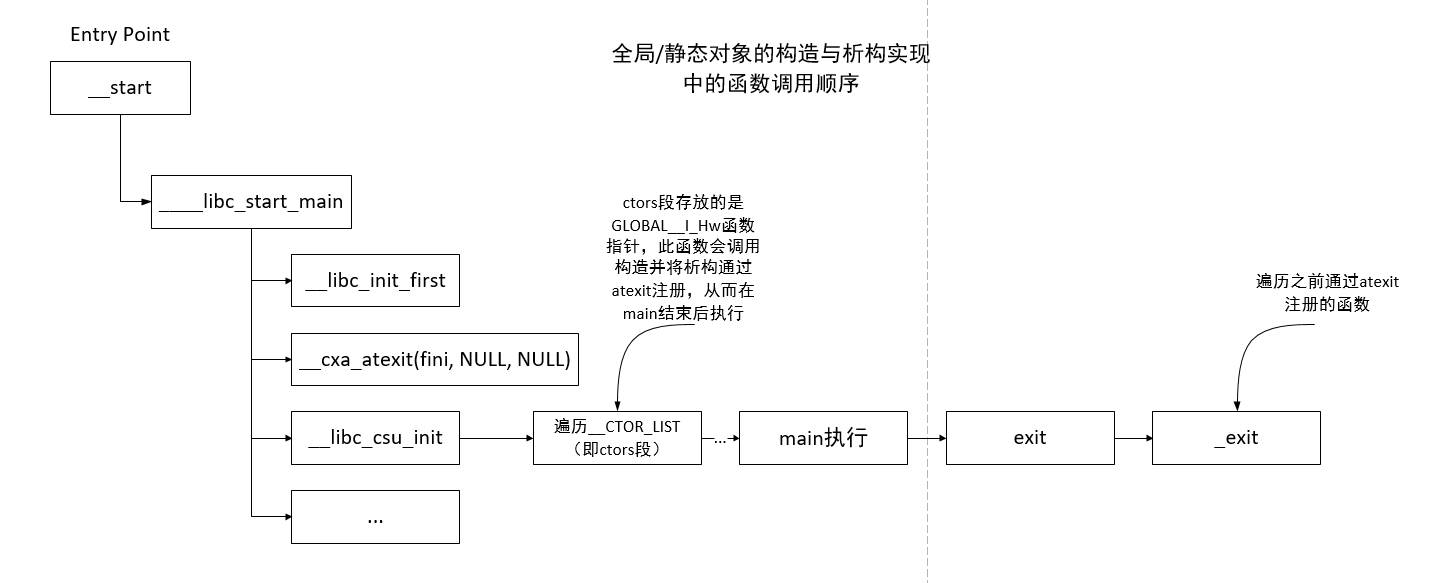 Entry Point
全局/静态对象的构造与析构实现
中的函数调用顺序
__start
____libc_start_main
ctors段存放的是
GLOBAL__I_Hw函数
指针，此函数会调用
构造并将析构通过
atexit注册，从而在
main结束后执行
__libc_init_first
遍历之前通过atexit
注册的函数
__cxa_atexit(fini, NULL, NULL)
__libc_csu_init
遍历__CTOR_LIST
（即ctors段）
...
main执行
exit
_exit
...